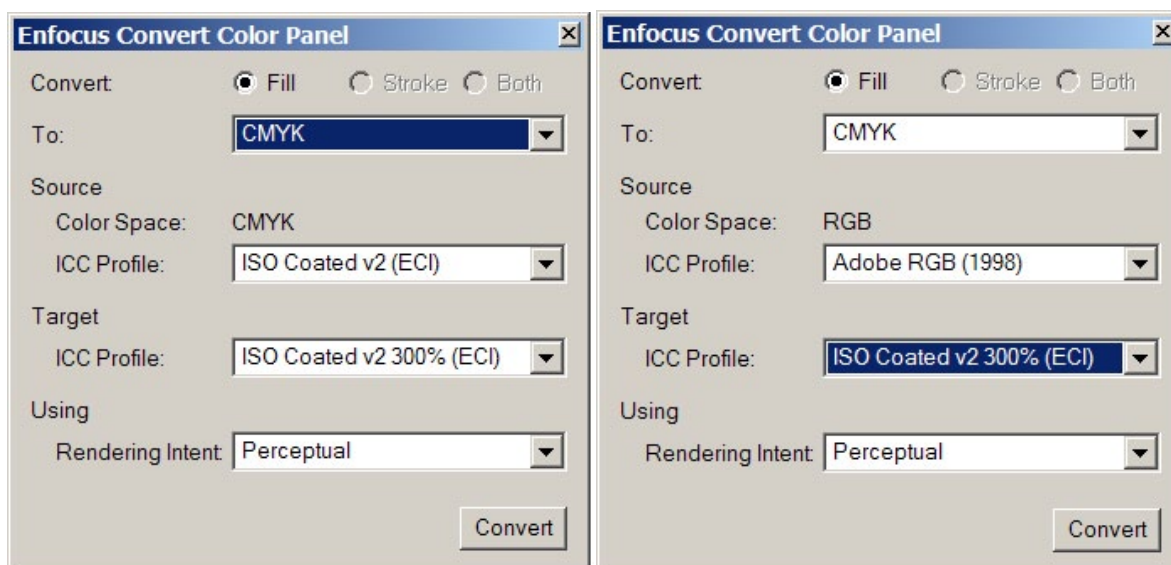 Enfocus Convert Color Panel
Convert: Fill Stroke Both
To: CMYK
Source
Color Space: CMYK
ICC Profile: ISO Coated v2 (ECI)
Target
ICC Profile: ISO Coated v2 300% (ECI)
Using
Rendering Intent: Perceptual
Convert
Enfocus Convert Color Panel
Convert: Fill Stroke Both
To: CMYK
Source
Color Space: RGB
ICC Profile: Adobe RGB (1998)
Target
ICC Profile: ISO Coated v2 300% (ECI)
Using
Rendering Intent: Perceptual
Convert